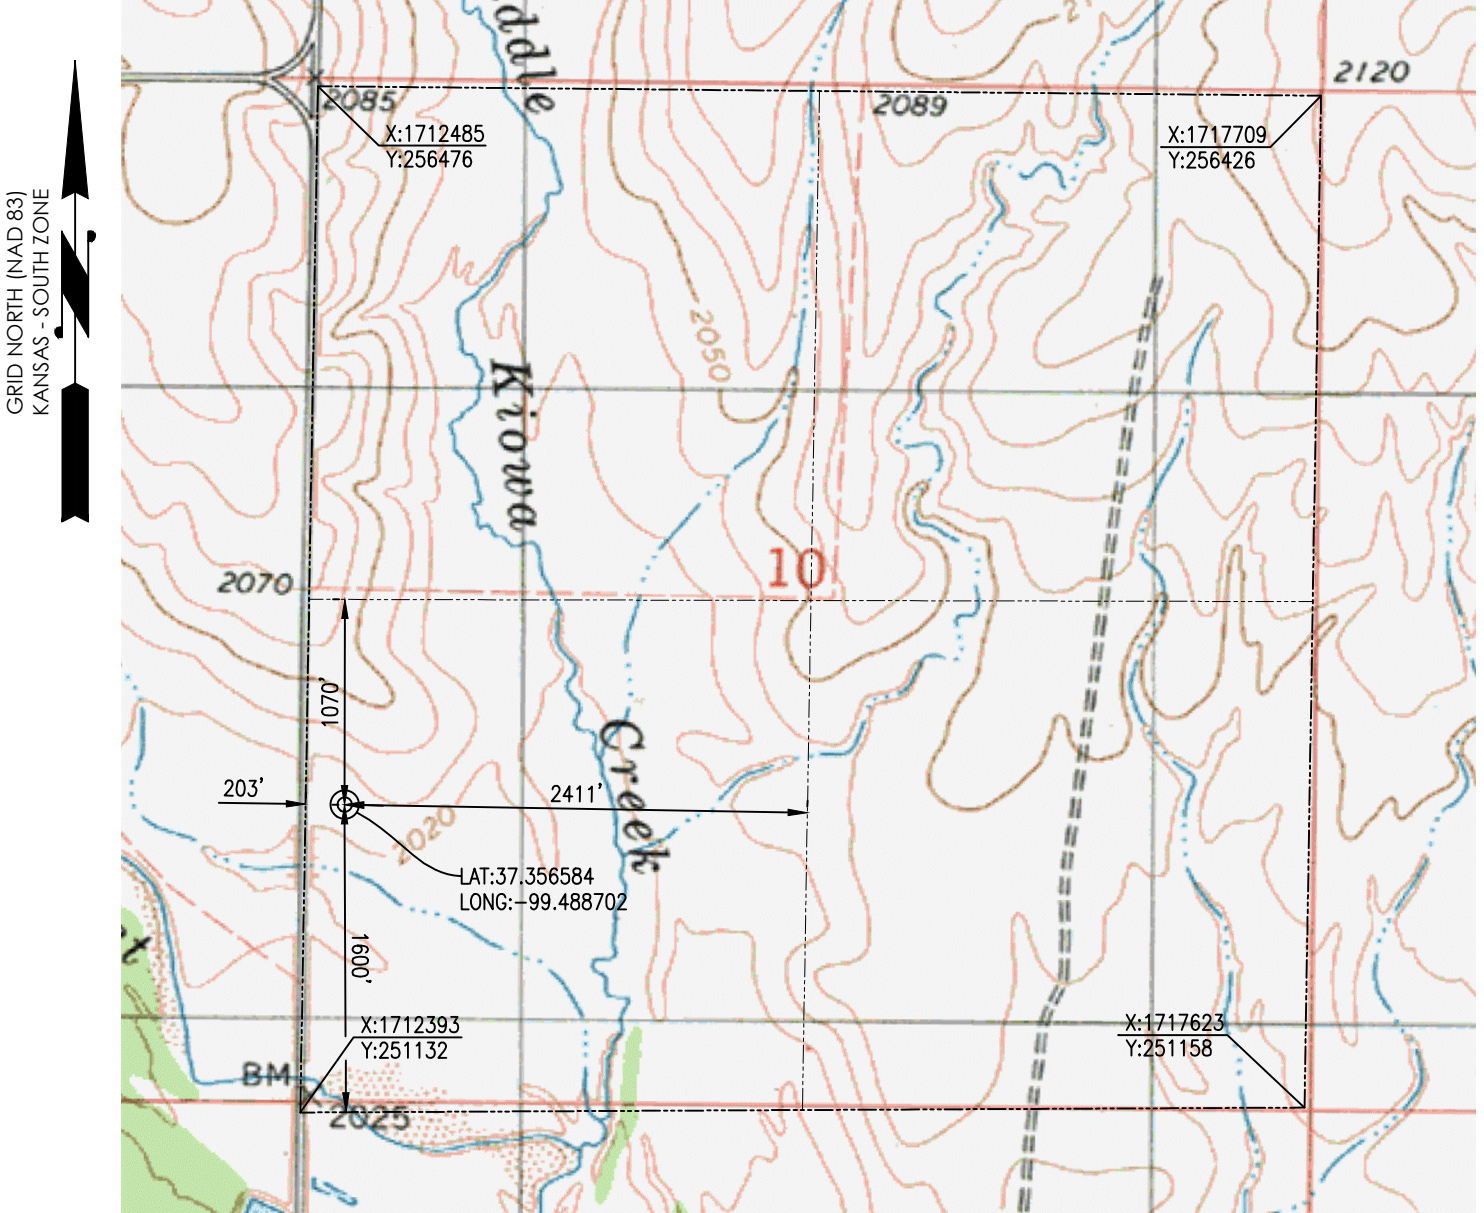 GRID NORTH (NAD 83)
KANSAS - SOUTH ZONE
ddle
Kiowa
Creek
2085
2089
2120
X:1712485
Y:256476
X:1717709
Y:256426
2050
10
2070
1070'
203'
2411'
2020
LAT:37.356584
LONG:-99.488702
1600'
X:1712393
Y:251132
X:1717623
Y:251158
BM
2025
t